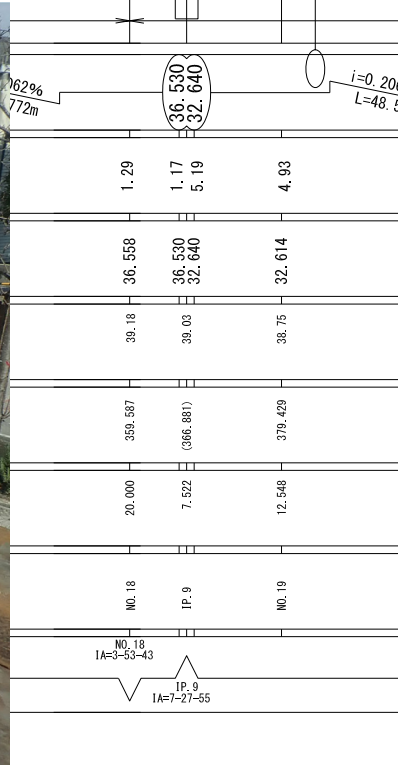 36.530
32.640
i=0.20
L=48.5
062%
772m
1.29
1.17
5.19
4.93
36.558
36.530
32.640
32.614
39.18
39.03
38.75
359.587
(366.881)
379.429
20.000
7.522
12.548
NO.18
IP.9
NO.19
NO.18
IA=3-53-43
IP.9
IA=7-27-55